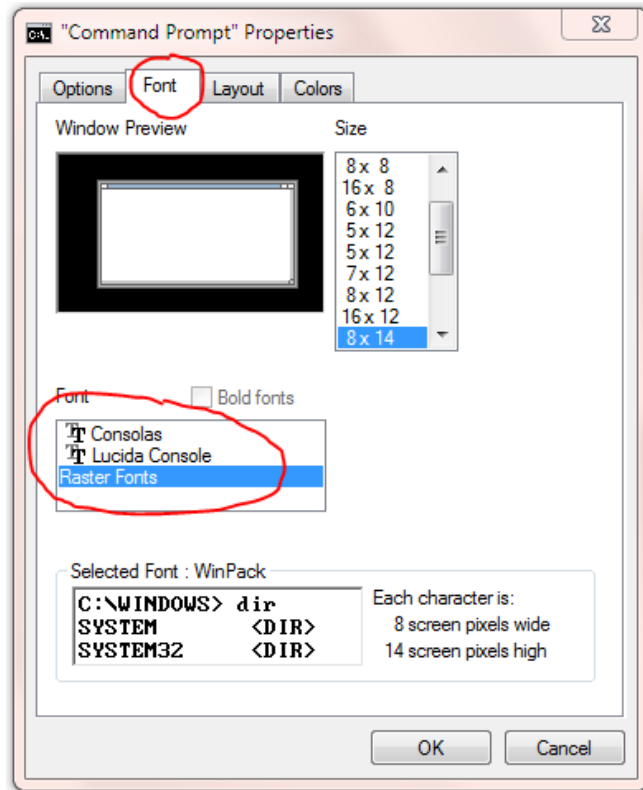 C:\. "Command Prompt" Properties
Options Font Layout Colors
Window Preview
Size
8 x 8
16 x 8
6 x 10
5 x 12
5 x 12
7 x 12
8 x 12
16 x 12
8 x 14
Font
Bold fonts
Consolas
Lucida Console
Raster Fonts
Selected Font : WinPack
C:\WINDOWS> dir
SYSTEM <DIR>
SYSTEM32 <DIR>
Each character is:
8 screen pixels wide
14 screen pixels high
OK Cancel